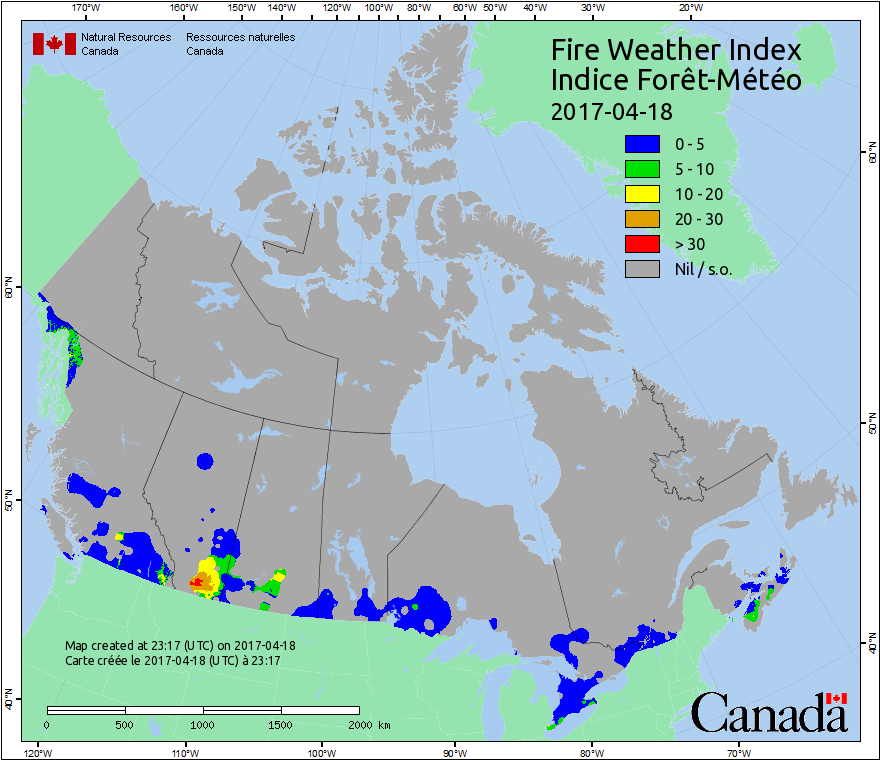 170°W 160°W 150°W 140°W 120°W 100°W 80°W 60°W 50°W 40°W 30°W 20°W
Natural Resources Ressources naturelles
Canada Canada
Fire Weather Index
Indice Forêt-Météo
2017-04-18
0 - 5
5 - 10
10 - 20
20 - 30
> 30
Nil / s.o.
60°N
50°N
40°N
60°N
50°N
40°N
Map created at 23:17 (UTC) on 2017-04-18
Carte créée le 2017-04-18 (UTC) à 23:17
0 500 1000 1500 2000 km
Canada
120°W 110°W 100°W 90°W 80°W 70°W